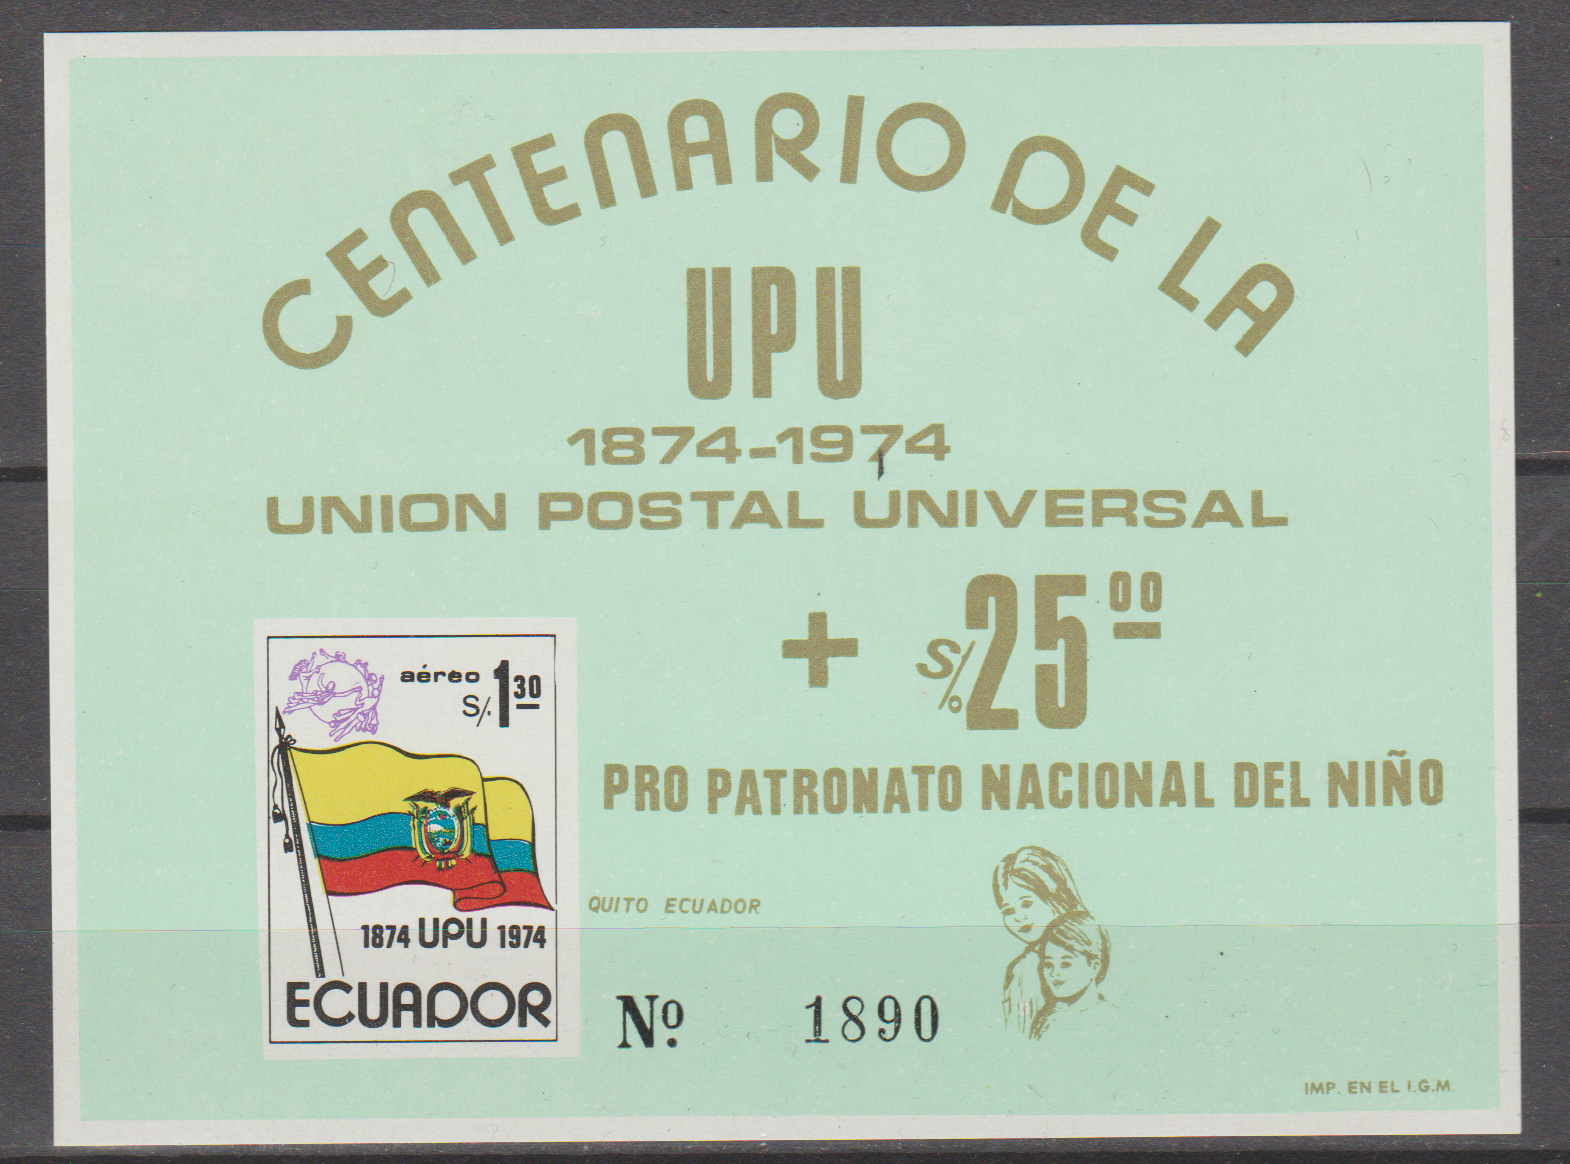 CENTENARIO DE LA
UPU
1874-1974
UNION POSTAL UNIVERSAL
+ S/. 25 00
PRO PATRONATO NACIONAL DEL NIÑO
aéreo
S/. 1 30
1874 UPU 1974
ECUADOR
QUITO ECUADOR
Nº. 1890
IMP. EN EL I.G.M.